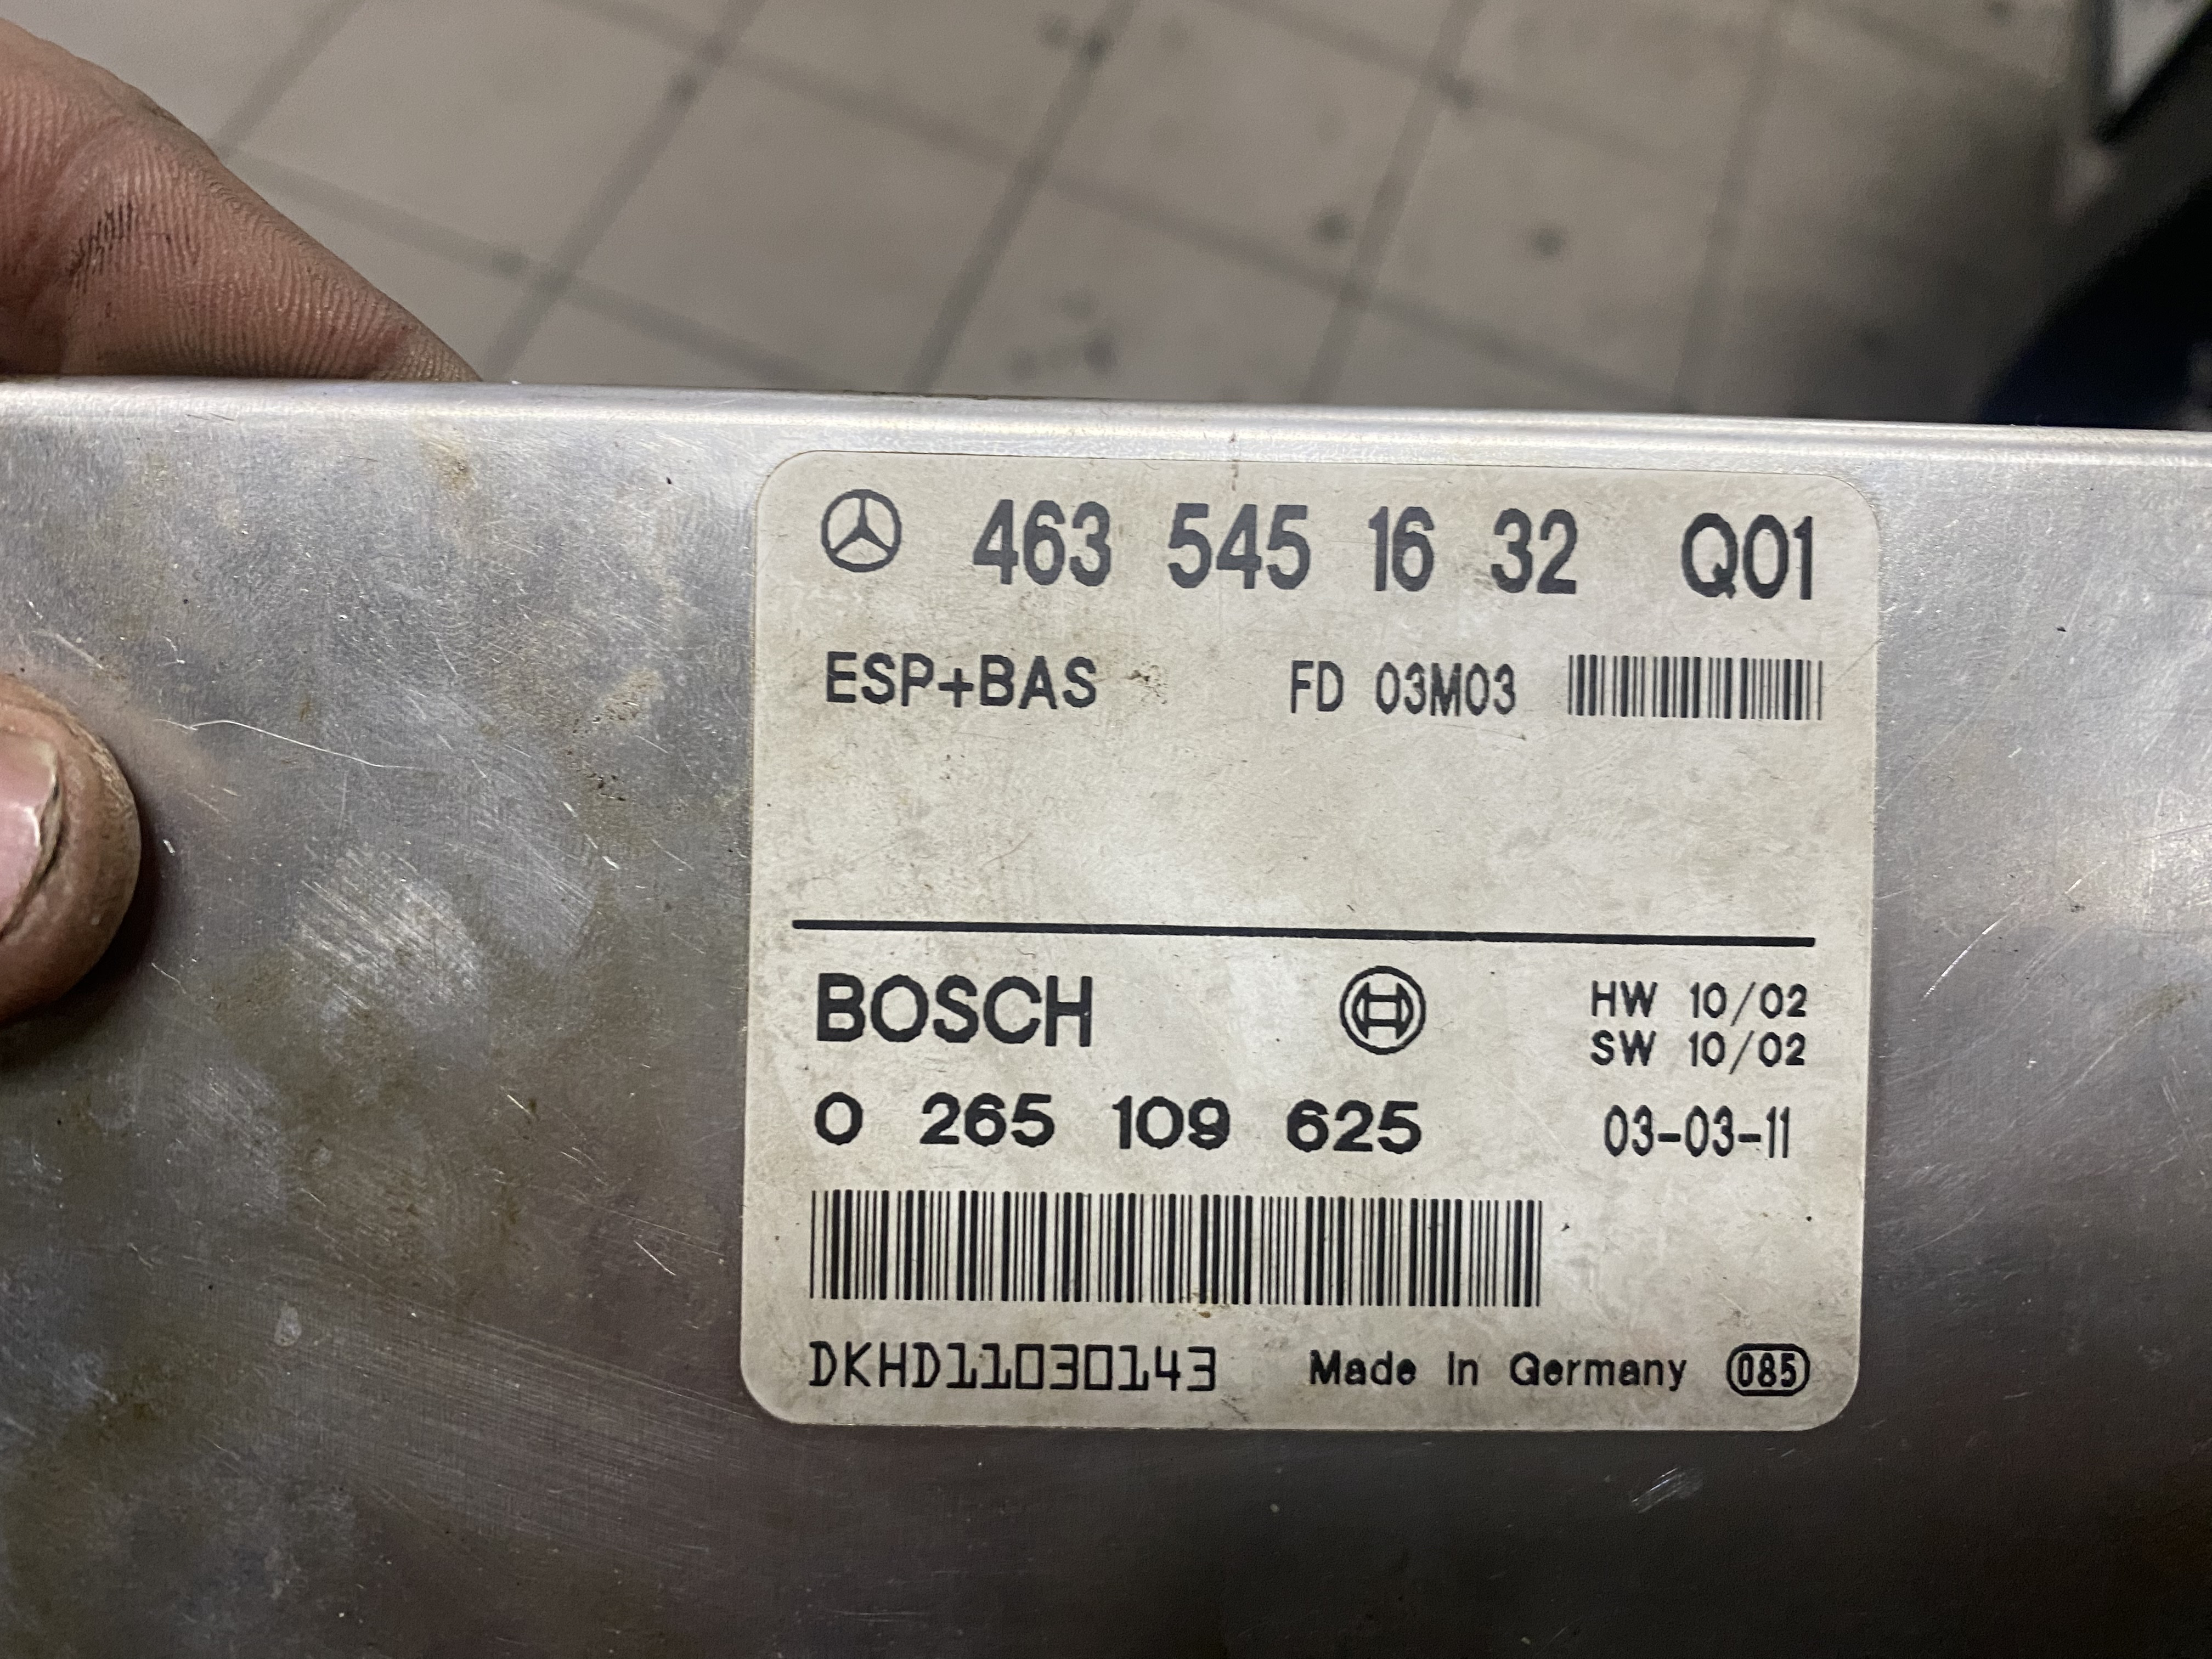 463 545 16 32 Q01
ESP+BAS FD 03M03
BOSCH HW 10/02
SW 10/02
0 265 109 625 03-03-11
DKHD11030143 Made In Germany 085